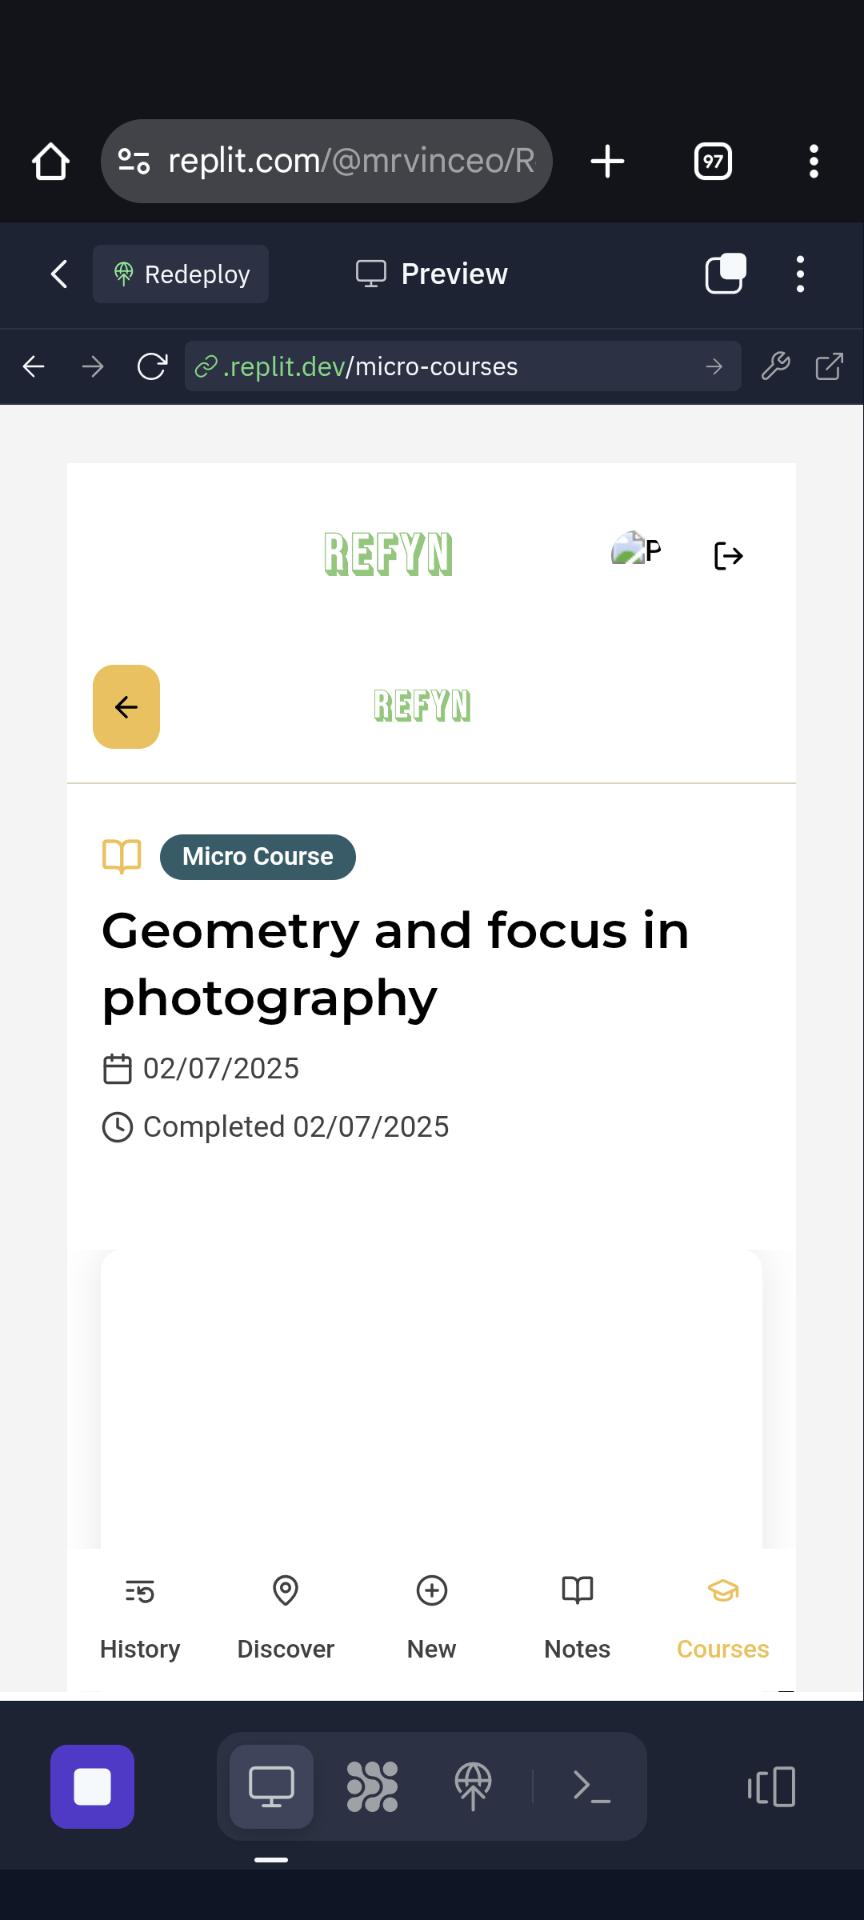 replit.com/@mrvinceo/R
97
Redeploy
Preview
.replit.dev/micro-courses
REFYN
P
REFYN
Micro Course
Geometry and focus in
photography
02/07/2025
Completed 02/07/2025
History
Discover
New
Notes
Courses